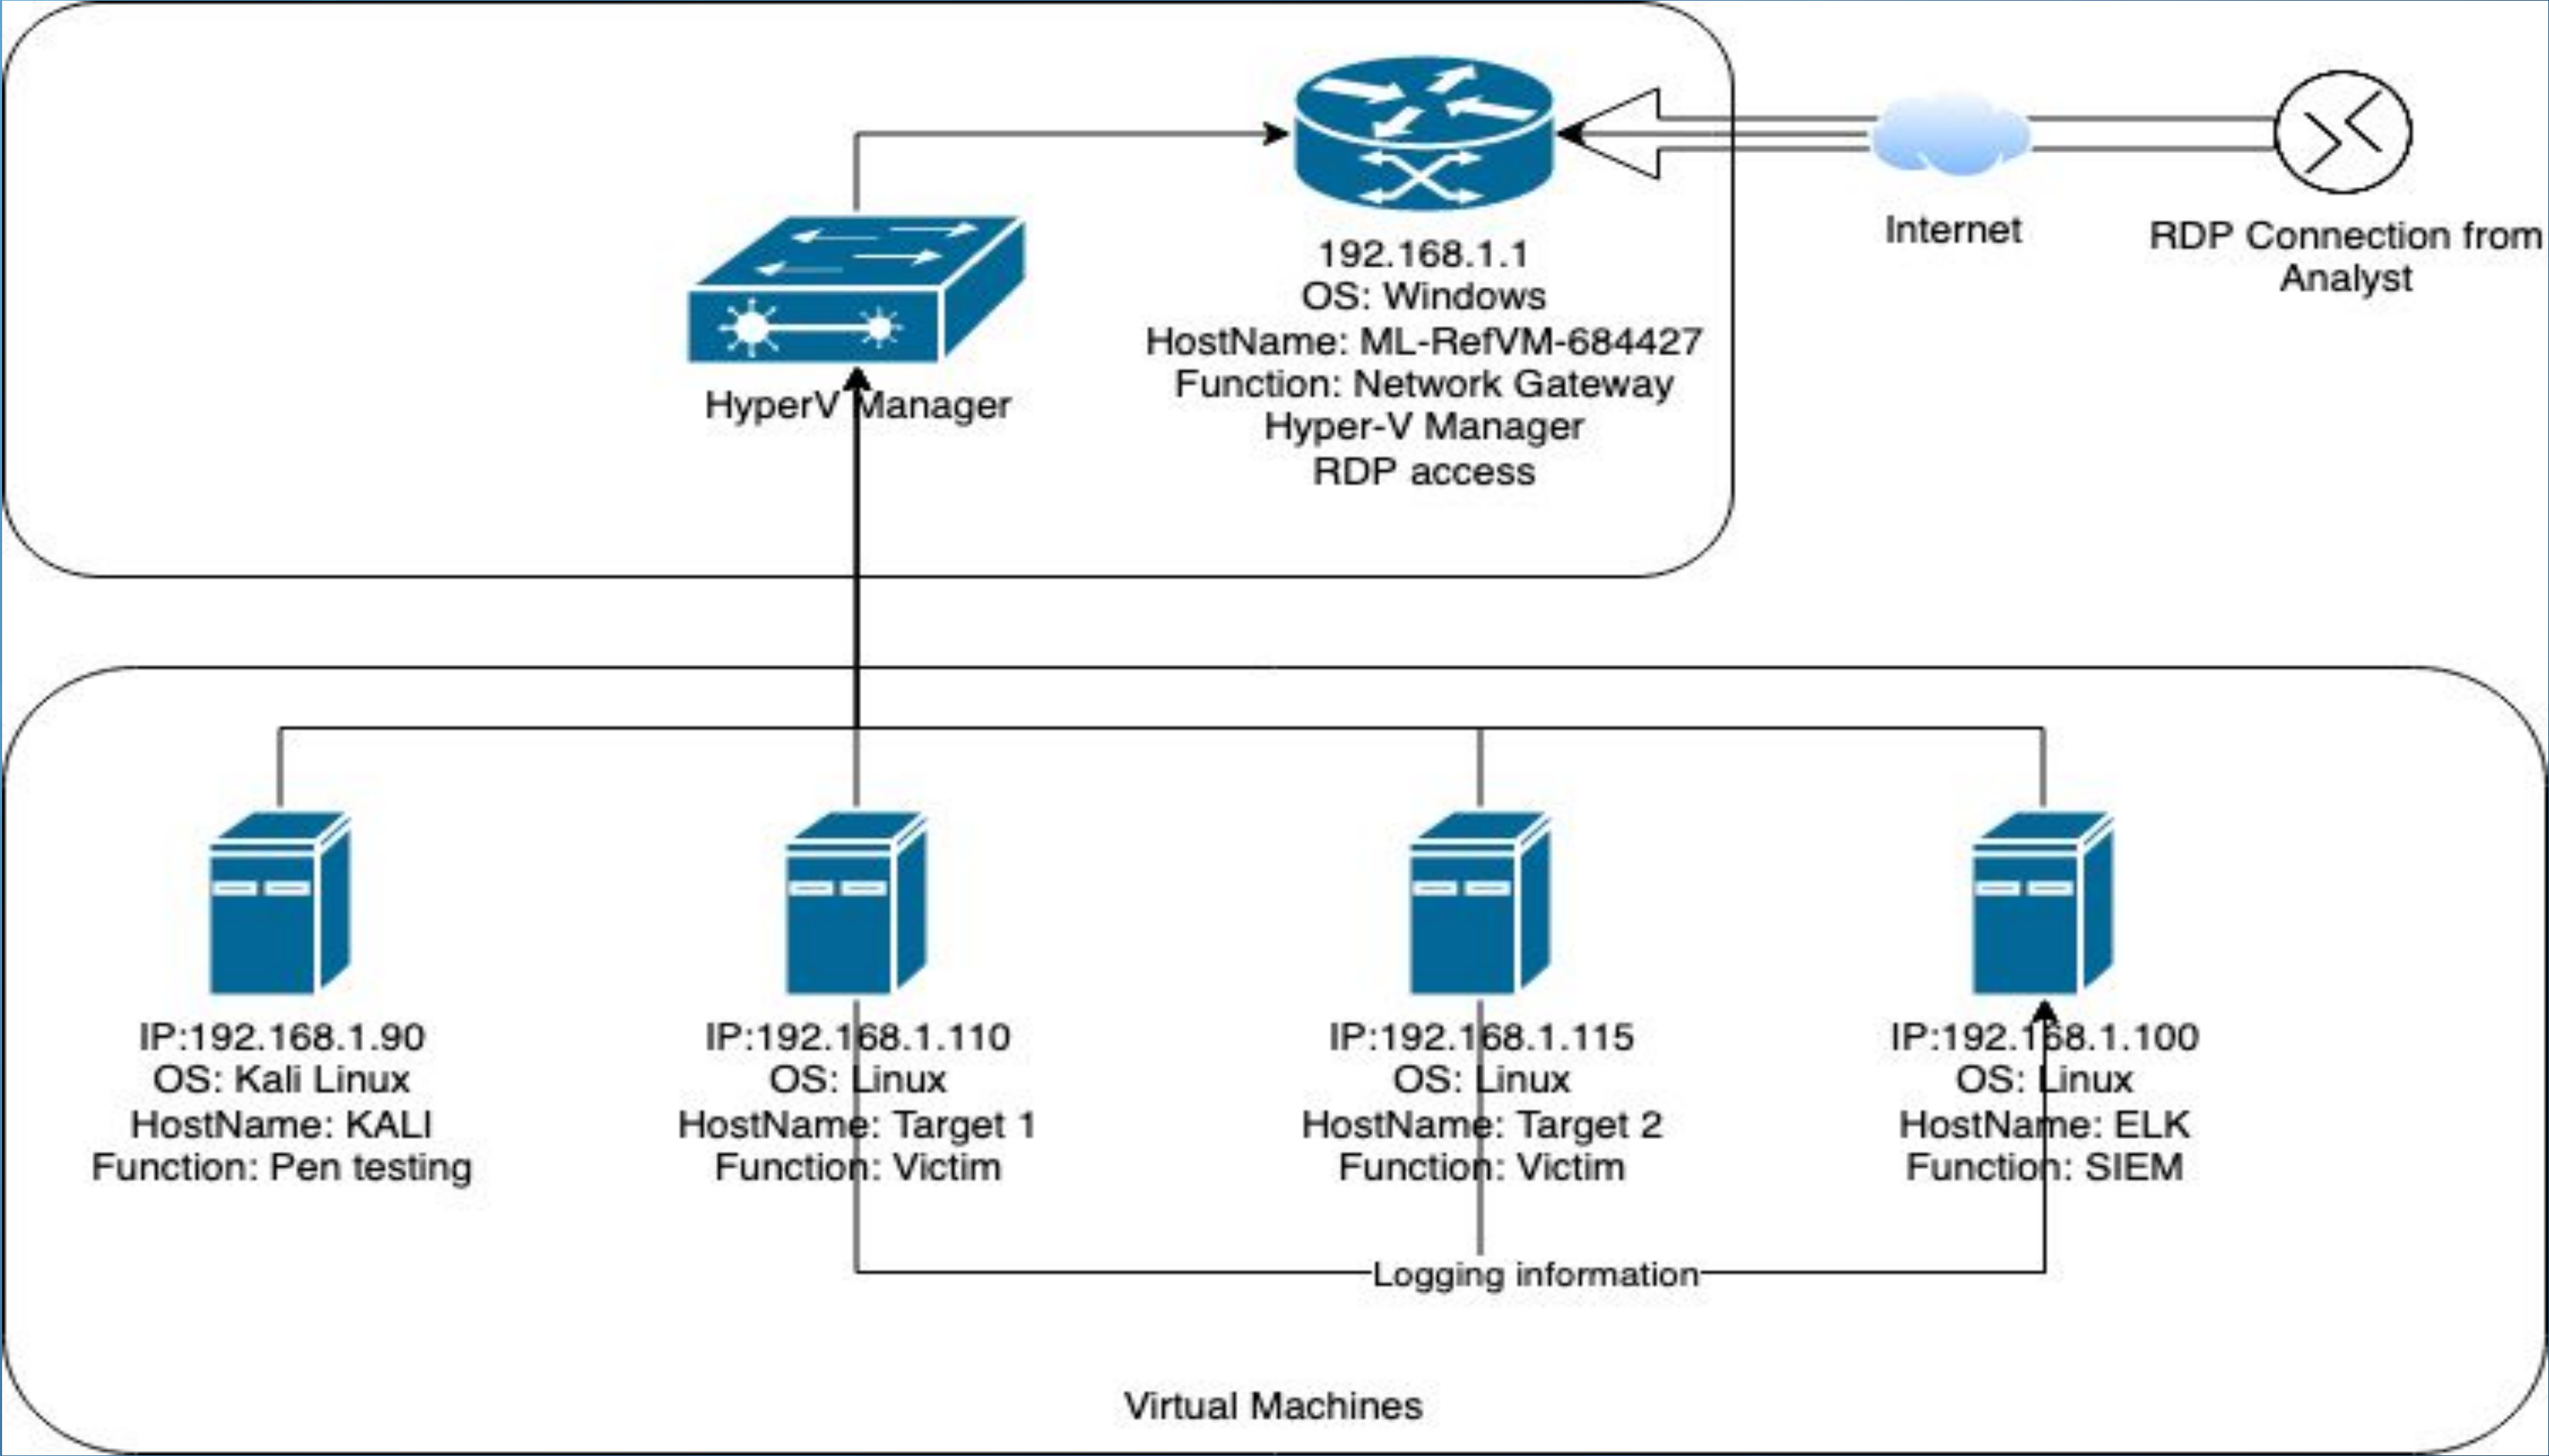 Internet
RDP Connection from
Analyst
192.168.1.1
OS: Windows
HostName: ML-RefVM-684427
Function: Network Gateway
Hyper-V Manager
RDP access
HyperV Manager
IP:192.168.1.90
OS: Kali Linux
HostName: KALI
Function: Pen testing
IP:192.168.1.110
OS: Linux
HostName: Target 1
Function: Victim
IP:192.168.1.115
OS: Linux
HostName: Target 2
Function: Victim
IP:192.168.1.100
OS: Linux
HostName: ELK
Function: SIEM
Logging information
Virtual Machines